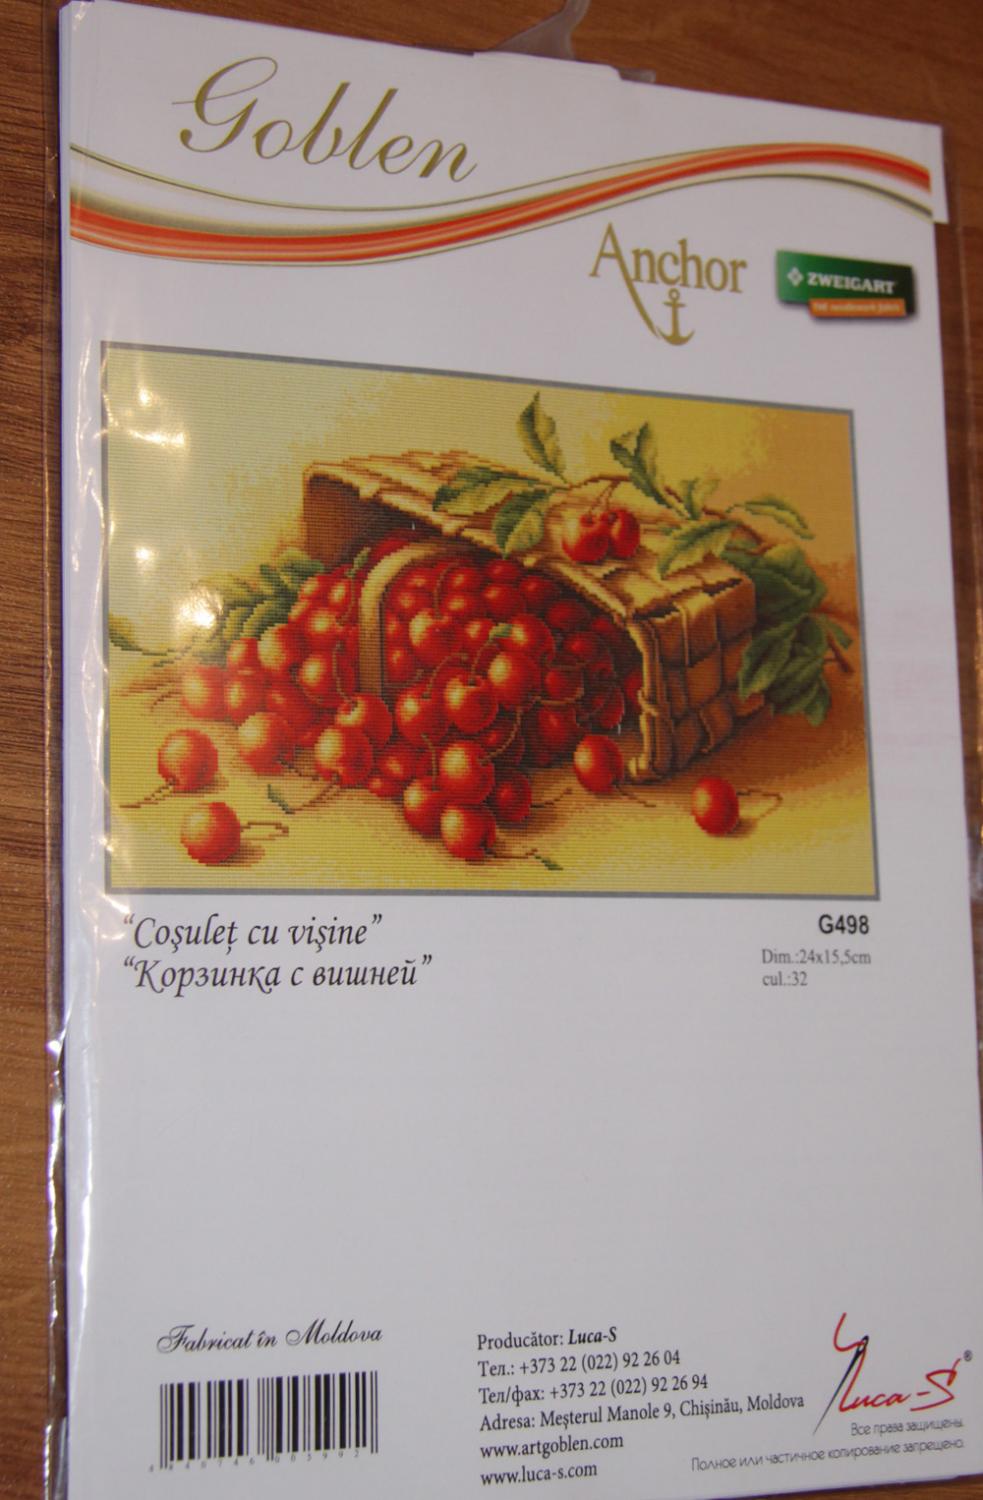 Goblen
Anchor
ZWEIGART
"Coşuleţ cu vişine"
"Корзинка с вишней"
G498
Dim.:24x15,5cm
cul.:32
Fabricat în Moldova
Producător: Luca-S
Тел.: +373 22 (022) 92 26 04
Тел/фах: +373 22 (022) 92 26 94
Adresa: Meşterul Manole 9, Chişinău, Moldova
www.artgoblen.com
www.luca-s.com
Luca-S®
Все права защищены.
Полное или частичное копирование запрещено.